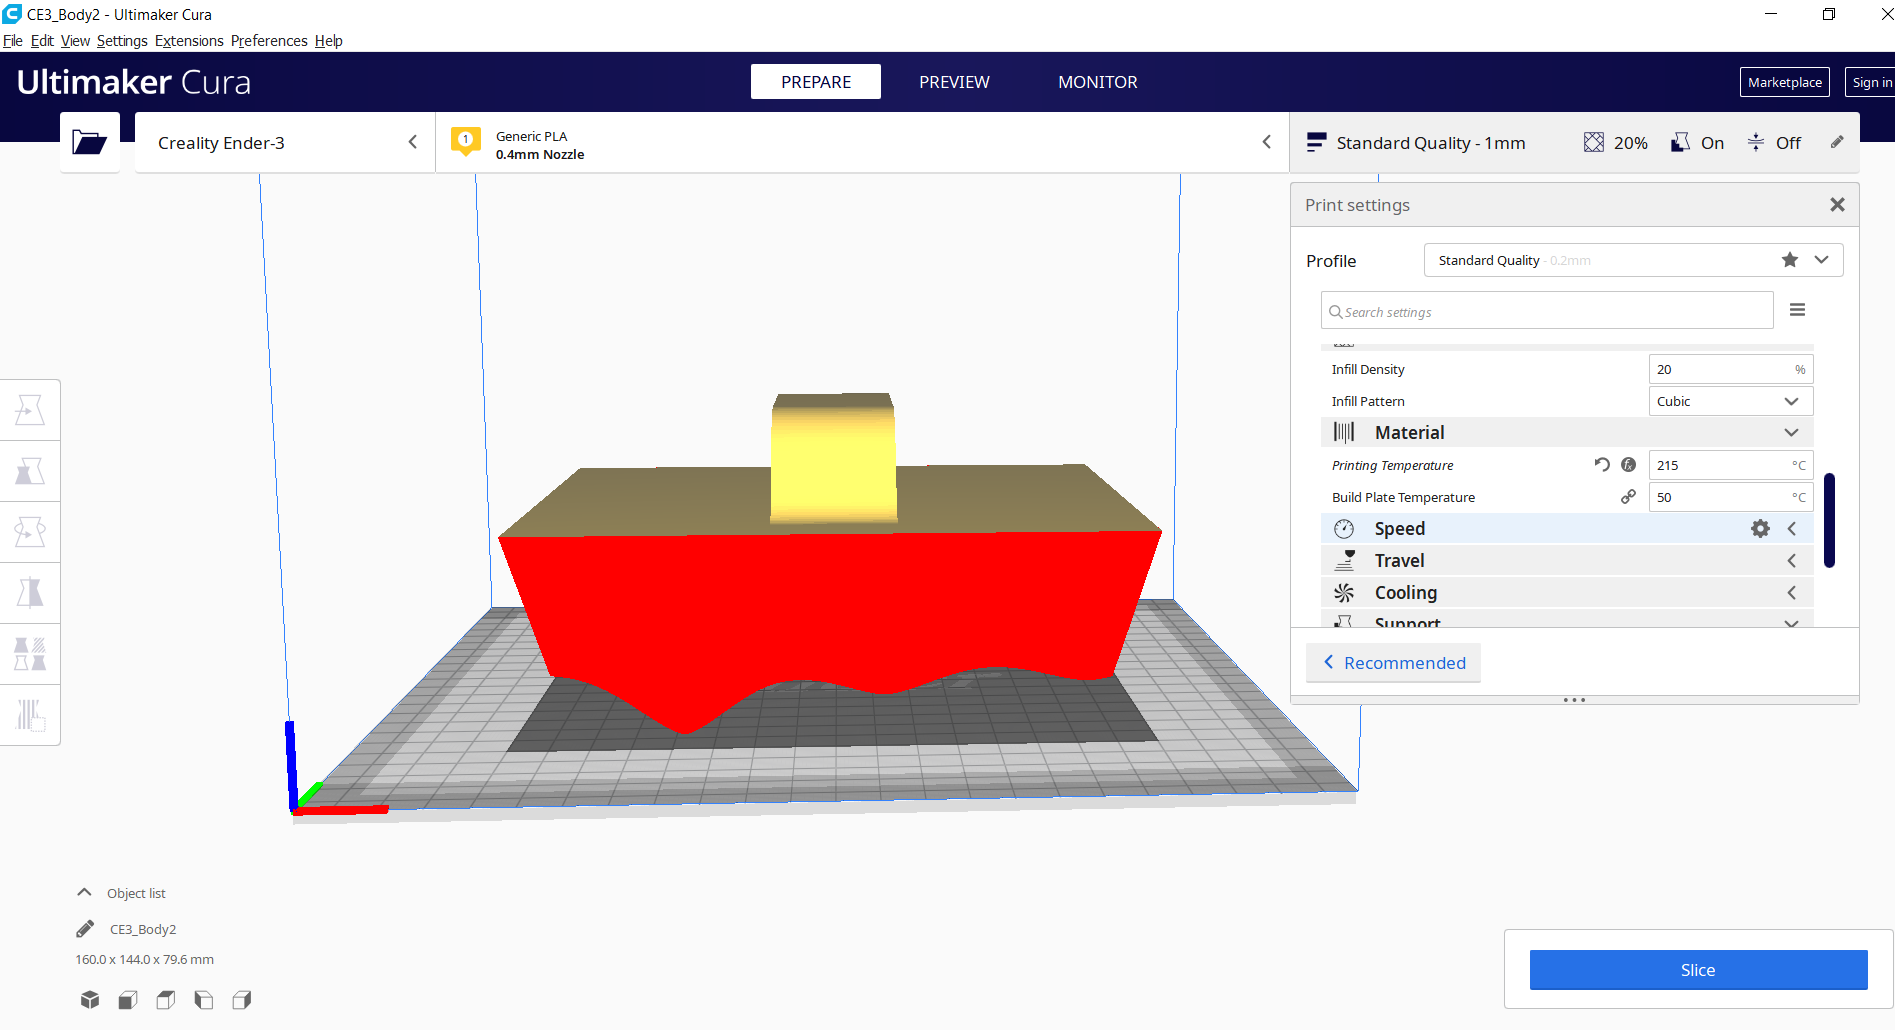 CE3_Body2 - Ultimaker Cura
File Edit View Settings Extensions Preferences Help
Ultimaker Cura
PREPARE
PREVIEW
MONITOR
Marketplace
Sign in
Creality Ender-3
1
Generic PLA
0.4mm Nozzle
Standard Quality - 1mm
20%
On
Off
Print settings
Profile
Standard Quality - 0.2mm
Search settings
Infill Density
20 %
Infill Pattern
Cubic
Material
Printing Temperature
215 °C
Build Plate Temperature
50 °C
Speed
Travel
Cooling
Support
Recommended
Object list
CE3_Body2
160.0 x 144.0 x 79.6 mm
Slice